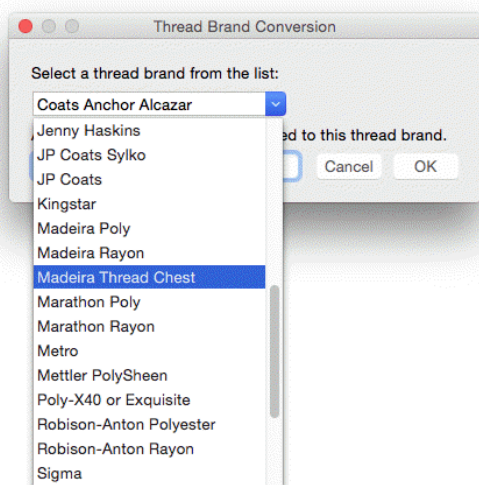 Thread Brand Conversion
Select a thread brand from the list:
Coats Anchor Alcazar
Jenny Haskins
ed to this thread brand.
JP Coats Sylko
JP Coats
Cancel
OK
Kingstar
Madeira Poly
Madeira Rayon
Madeira Thread Chest
Marathon Poly
Marathon Rayon
Metro
Mettler PolySheen
Poly-X40 or Exquisite
Robison-Anton Polyester
Robison-Anton Rayon
Sigma